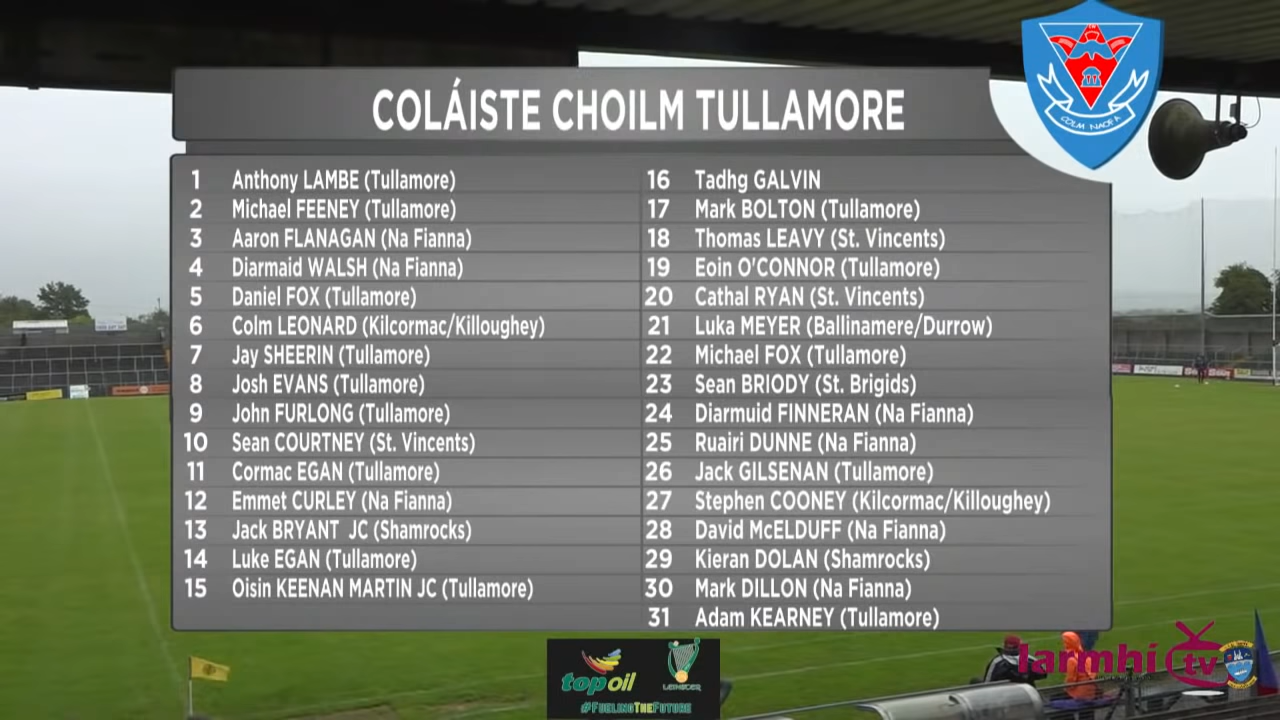 COLÁISTE CHOILM TULLAMORE
COLM NAOFA
1 Anthony LAMBE (Tullamore)
2 Michael FEENEY (Tullamore)
3 Aaron FLANAGAN (Na Fianna)
4 Diarmaid WALSH (Na Fianna)
5 Daniel FOX (Tullamore)
6 Colm LEONARD (Kilcormac/Killoughey)
7 Jay SHEERIN (Tullamore)
8 Josh EVANS (Tullamore)
9 John FURLONG (Tullamore)
10 Sean COURTNEY (St. Vincents)
11 Cormac EGAN (Tullamore)
12 Emmet CURLEY (Na Fianna)
13 Jack BRYANT JC (Shamrocks)
14 Luke EGAN (Tullamore)
15 Oisin KEENAN MARTIN JC (Tullamore)
16 Tadhg GALVIN
17 Mark BOLTON (Tullamore)
18 Thomas LEAVY (St. Vincents)
19 Eoin O'CONNOR (Tullamore)
20 Cathal RYAN (St. Vincents)
21 Luka MEYER (Ballinamere/Durrow)
22 Michael FOX (Tullamore)
23 Sean BRIODY (St. Brigids)
24 Diarmuid FINNERAN (Na Fianna)
25 Ruairi DUNNE (Na Fianna)
26 Jack GILSENAN (Tullamore)
27 Stephen COONEY (Kilcormac/Killoughey)
28 David McELDUFF (Na Fianna)
29 Kieran DOLAN (Shamrocks)
30 Mark DILLON (Na Fianna)
31 Adam KEARNEY (Tullamore)
top oil
LEINSTER
#FUELINGTHEFUTURE
Iarmhí tv